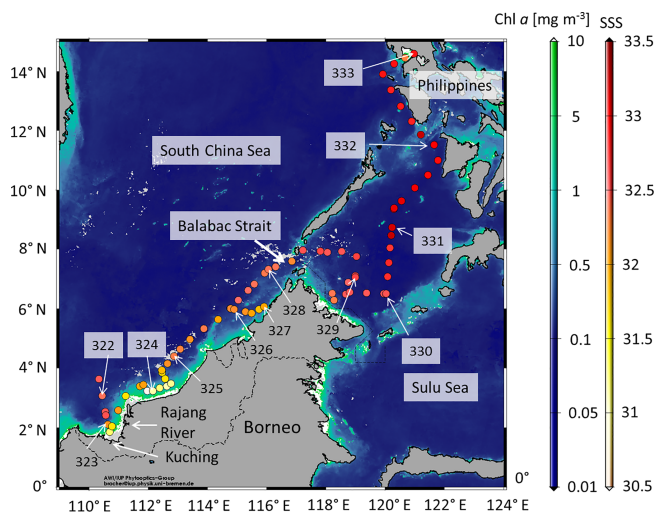 Chl a [mg m⁻³] SSS
10 33.5
14° N
333
Philippines
5 33
12° N
332
South China Sea
1 32.5
10° N
Balabac Strait
331
0.5 32
8° N
328
6° N
327
329
326
330
0.1 31.5
322 324
4° N
325
Sulu Sea
0.05 31
Rajang
River
Borneo
2° N
323
Kuching
AWI/IUP Phytooptics-Group
bracher@iup.physik.uni-bremen.de
0° 0° 0.01 30.5
110° E 112° E 114° E 116° E 118° E 120° E 122° E 124° E